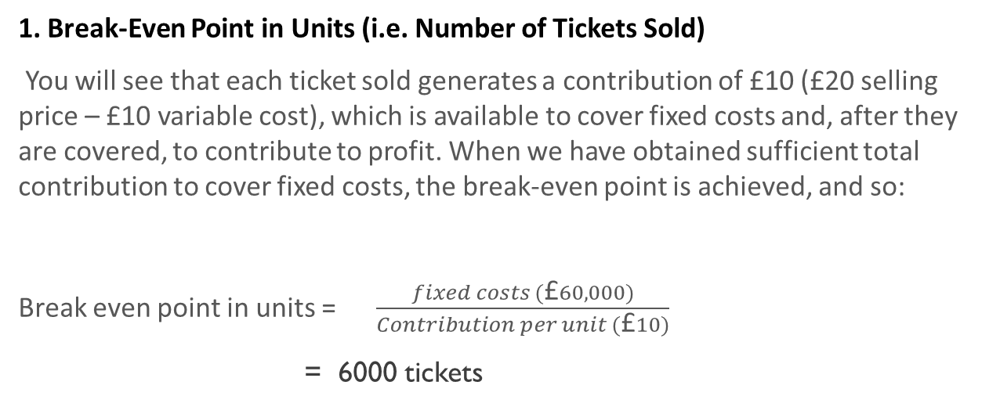 1. Break-Even Point in Units (i.e. Number of Tickets Sold)
You will see that each ticket sold generates a contribution of £10 (£20 selling
price – £10 variable cost), which is available to cover fixed costs and, after they
are covered, to contribute to profit. When we have obtained sufficient total
contribution to cover fixed costs, the break-even point is achieved, and so:
Break even point in units =
fixed costs (£60,000)
Contribution per unit (£10)
= 6000 tickets